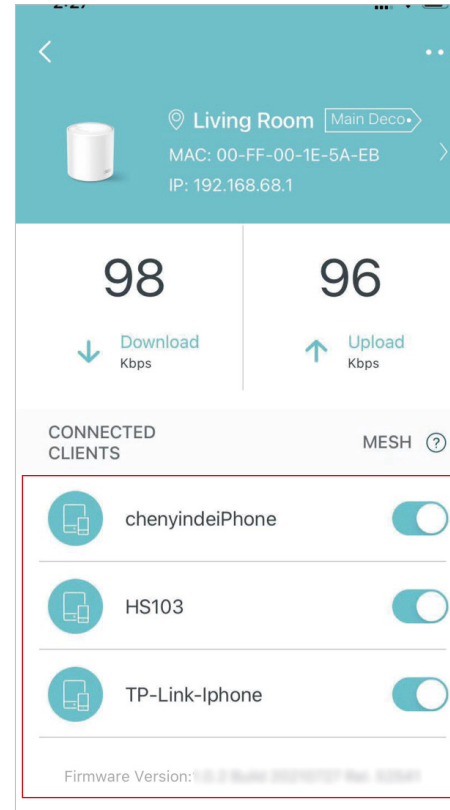 Living Room Main Deco
MAC: 00-FF-00-1E-5A-EB
IP: 192.168.68.1
98 96
Download Upload
Kbps Kbps
CONNECTED
CLIENTS
MESH ?
chenyindeiPhone
HS103
TP-Link-Iphone
Firmware Version: